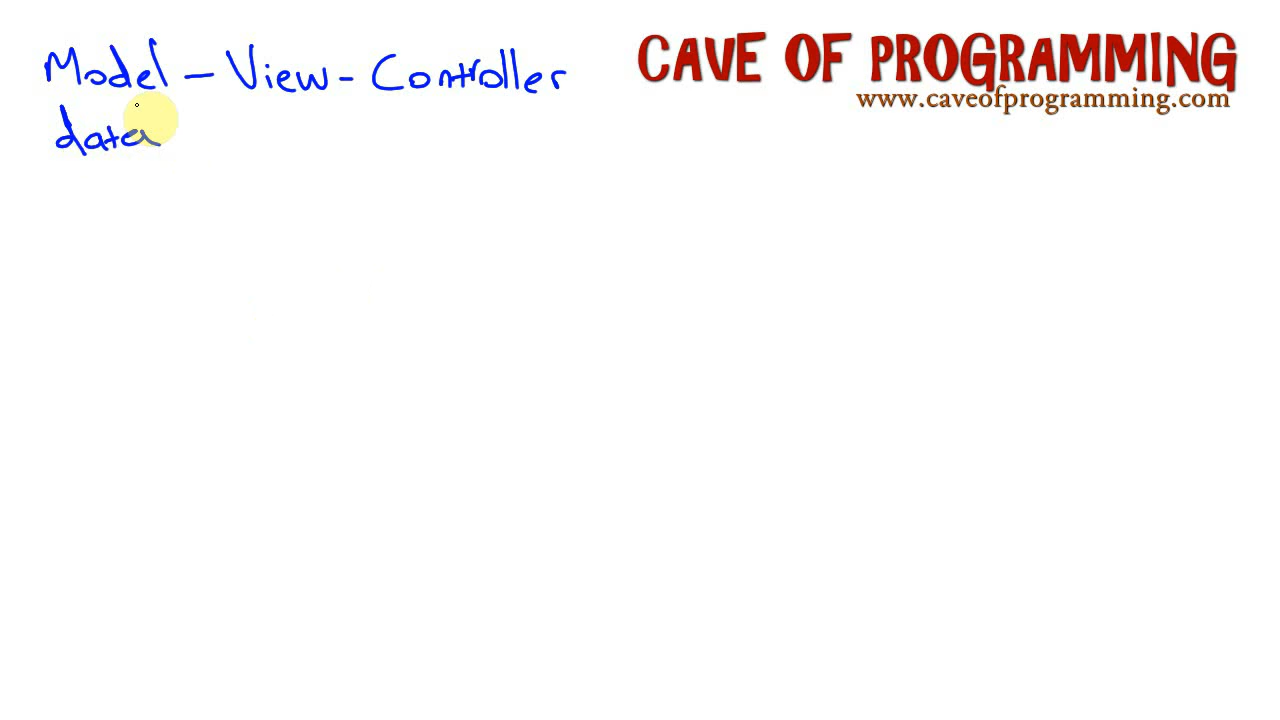 Model - View - Controller
data
CAVE OF PROGRAMMING
www.caveofprogramming.com